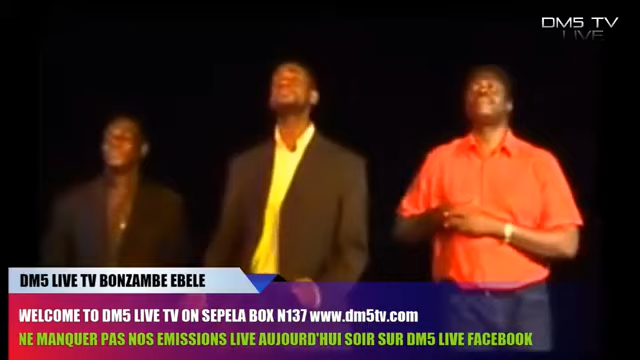 DM5 TV
LIVE
DM5 LIVE TV BONZAMBE EBELE
WELCOME TO DM5 LIVE TV ON SEPELA BOX N137 www.dm5tv.com
NE MANQUER PAS NOS EMISSIONS LIVE AUJOURD'HUI SOIR SUR DM5 LIVE FACEBOOK